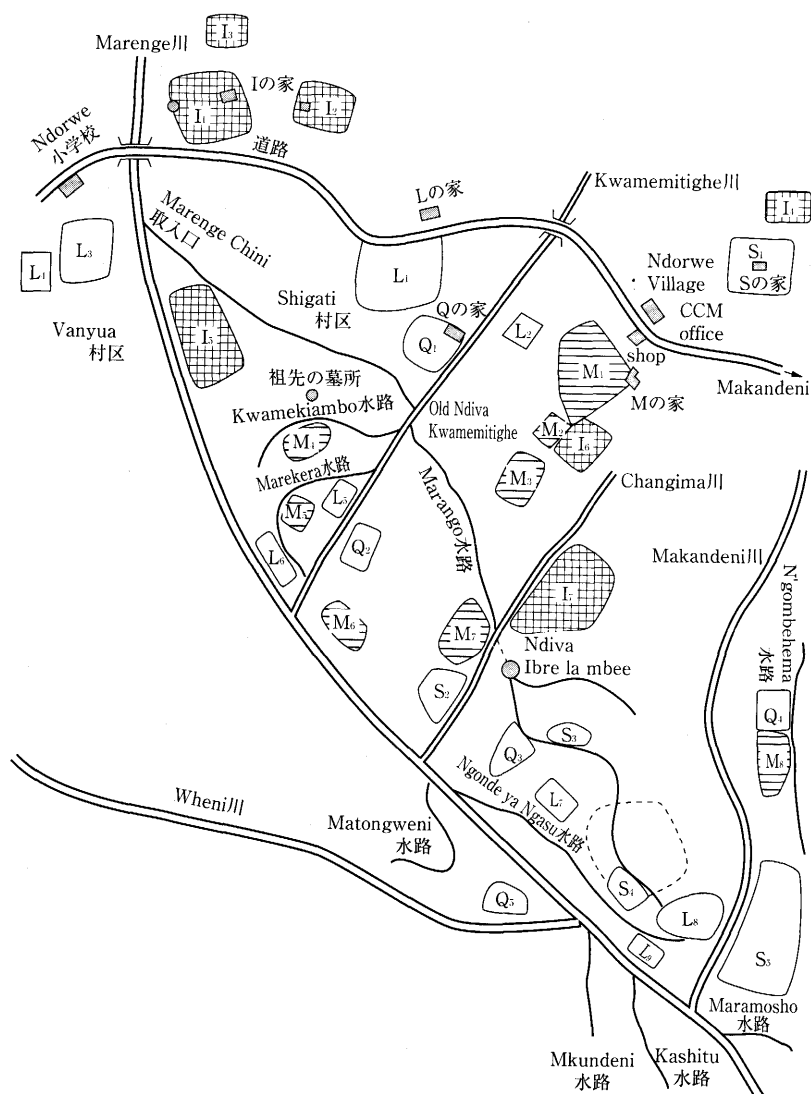 Marenge川
I₃
Iの家
I₁
I₂
Ndorwe
小学校
道路
Lの家
Kwamemitighe川
I₄
Marenge Chini
取入口
L₃
L₄
L₁
S₁
Sの家
Ndorwe
Village
CCM
office
Shigati
村区
Qの家
Q₁
L₂
shop
Vanyua
村区
I₅
M₁
Makandeni
Mの家
祖先の墓所
Kwamekiambo水路
Old Ndiva
Kwamemitighe
M₂
I₆
M₄
M₃
Marekera水路
L₅
M₅
Marango水路
Changima川
Q₂
L₆
Makandeni川
N'gombehema
水路
I₇
M₆
M₇
Ndiva
Ibre la mbee
S₂
Q₄
S₃
Q₃
M₈
Ngonde ya Ngasu水路
L₇
Wheni川
Matongweni
水路
S₄
Q₅
L₈
L₉
S₅
Maramosho
水路
Mkundeni
水路
Kashitu
水路